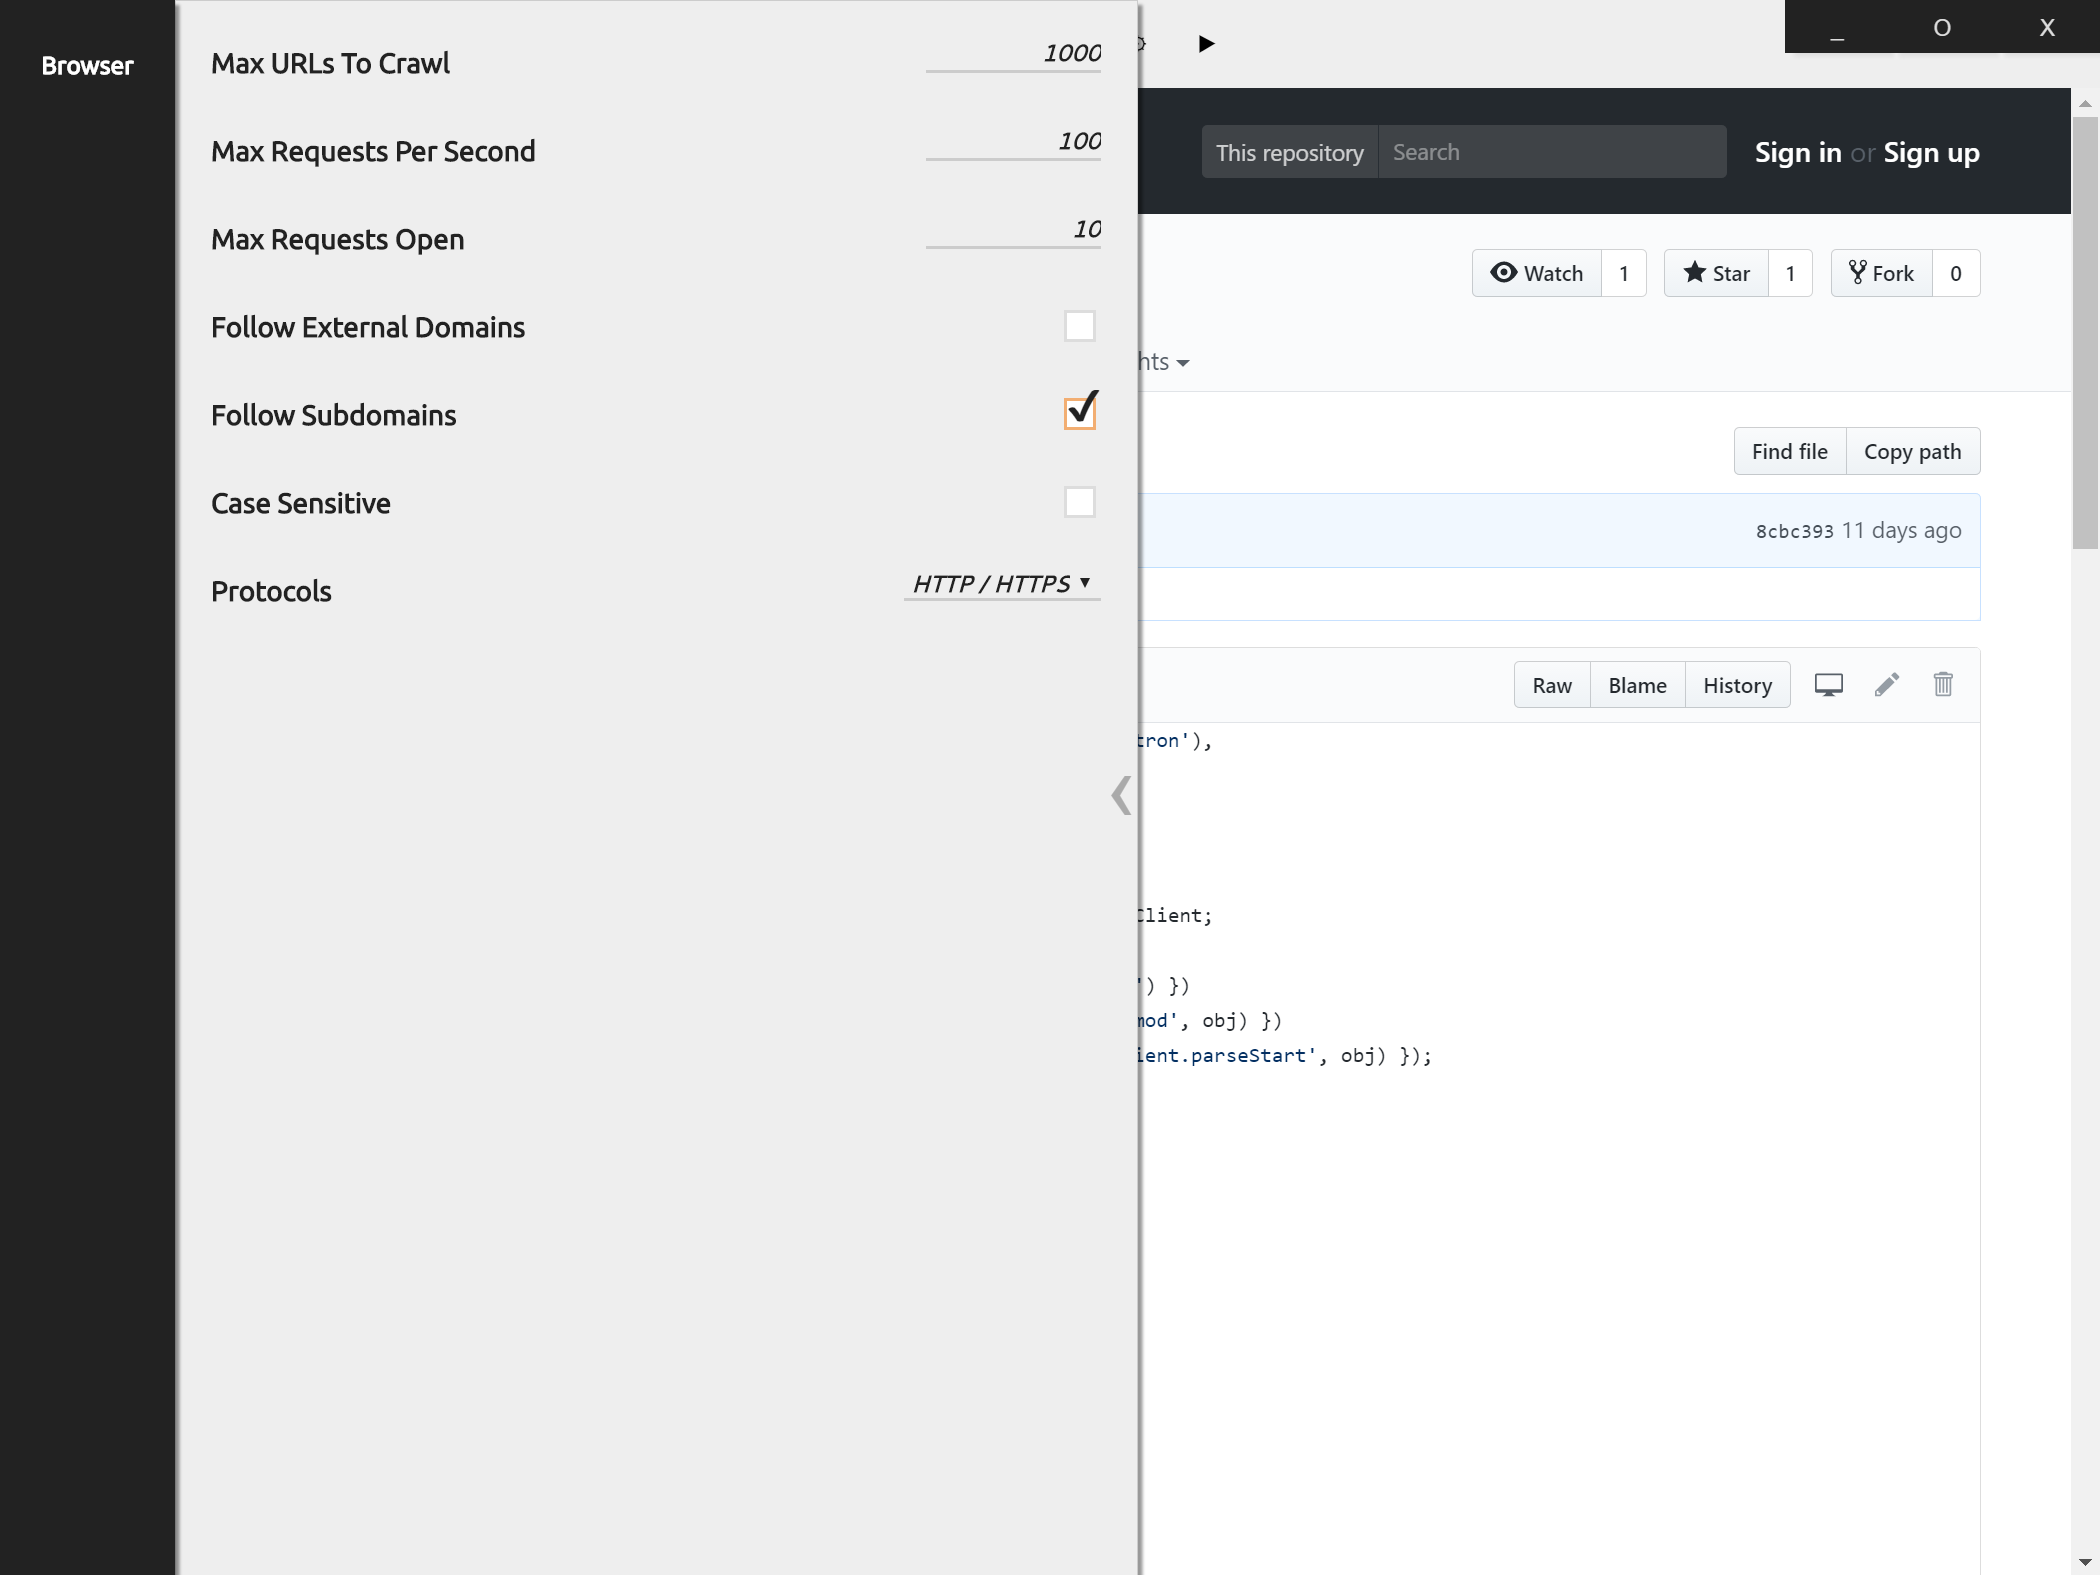 Browser
Max URLs To Crawl 1000
Max Requests Per Second 100
Max Requests Open 10
Follow External Domains
Follow Subdomains
Case Sensitive
Protocols HTTP / HTTPS
_ O X
This repository Search Sign in or Sign up
Watch 1 Star 1 Fork 0
hts
Find file Copy path
8cbc393 11 days ago
Raw Blame History
tron'),
Client;
') })
mod', obj) })
ient.parseStart', obj) });